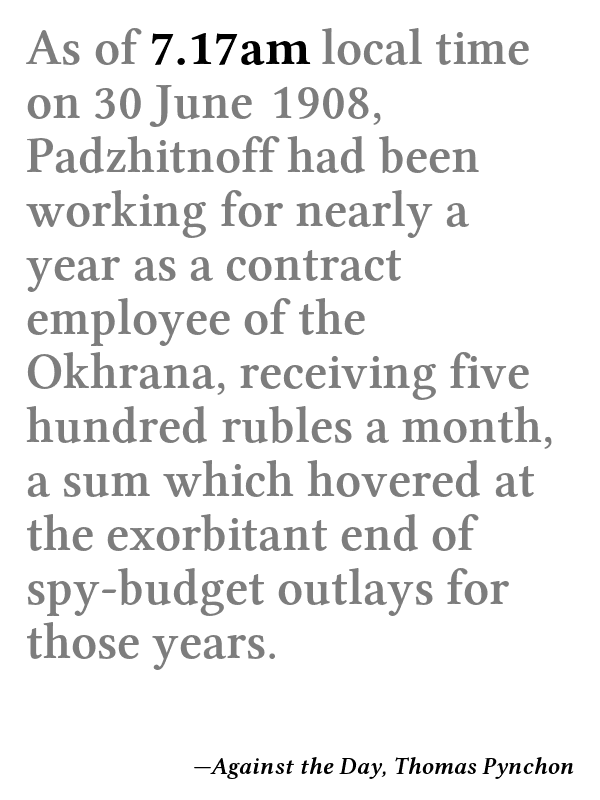 As of 7.17am local time
on 30 June 1908,
Padzhitnoff had been
working for nearly a
year as a contract
employee of the
Okhrana, receiving five
hundred rubles a month,
a sum which hovered at
the exorbitant end of
spy-budget outlays for
those years.
—Against the Day, Thomas Pynchon